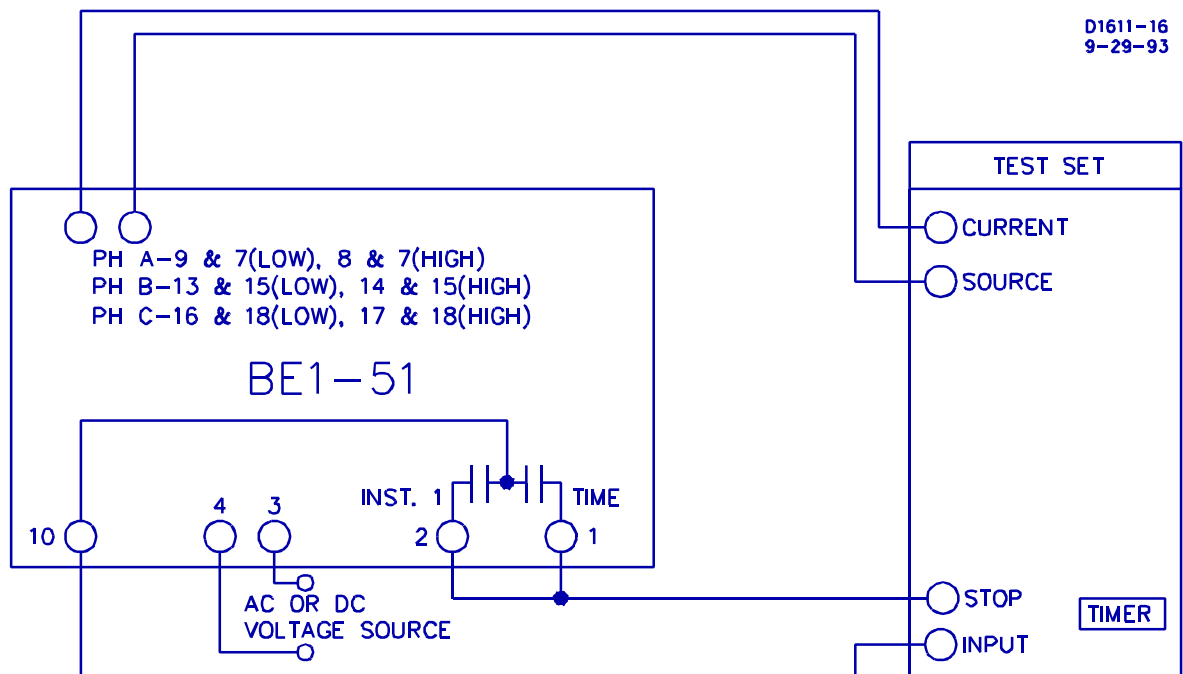 D1611-16
9-29-93
TEST SET
CURRENT
SOURCE
PH A-9 & 7(LOW), 8 & 7(HIGH)
PH B-13 & 15(LOW), 14 & 15(HIGH)
PH C-16 & 18(LOW), 17 & 18(HIGH)
BE1-51
INST. 1
TIME
4
3
10
2
1
AC OR DC
VOLTAGE SOURCE
STOP
TIMER
INPUT